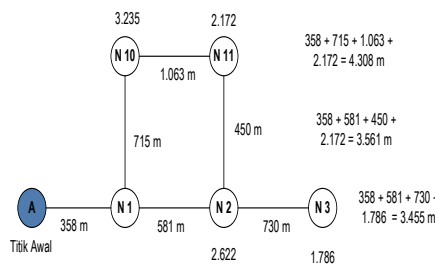 3.235
2.172
N 10
N 11
1.063 m
358 + 715 + 1.063 +
2.172 = 4.308 m
715 m
450 m
358 + 581 + 450 +
2.172 = 3.561 m
A
N 1
N 2
N 3
358 m
581 m
730 m
358 + 581 + 730 +
1.786 = 3.455 m
Titik Awal
2.622
1.786